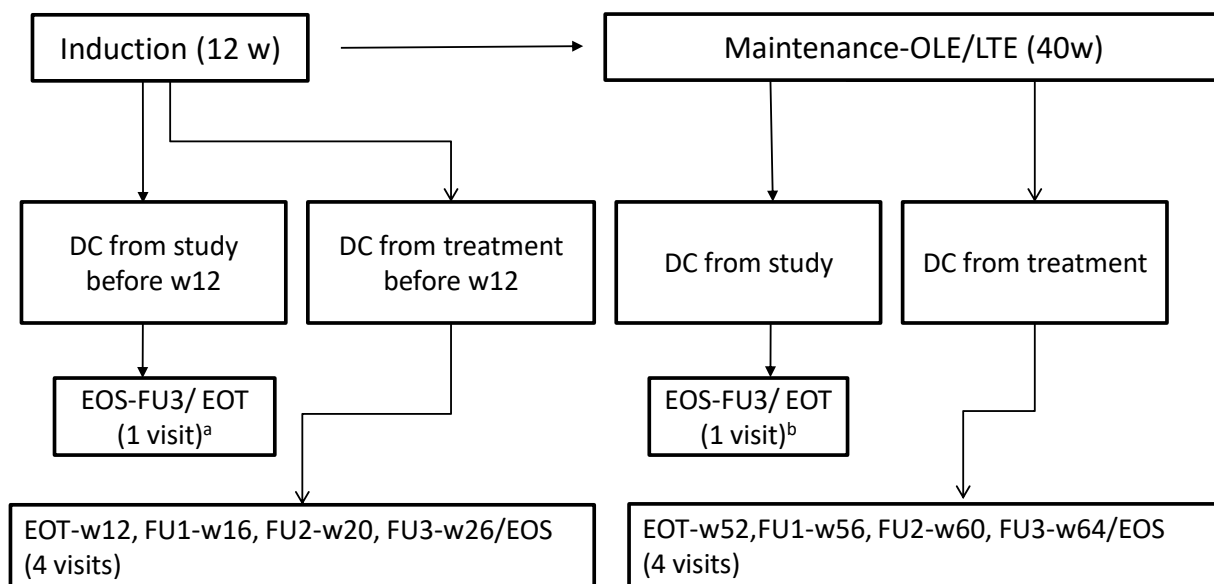 Induction (12 w)
Maintenance-OLE/LTE (40w)
DC from study
before w12
DC from treatment
before w12
DC from study
DC from treatment
EOS-FU3/ EOT
(1 visit)ᵃ
EOS-FU3/ EOT
(1 visit)ᵇ
EOT-w12, FU1-w16, FU2-w20, FU3-w26/EOS
(4 visits)
EOT-w52,FU1-w56, FU2-w60, FU3-w64/EOS
(4 visits)